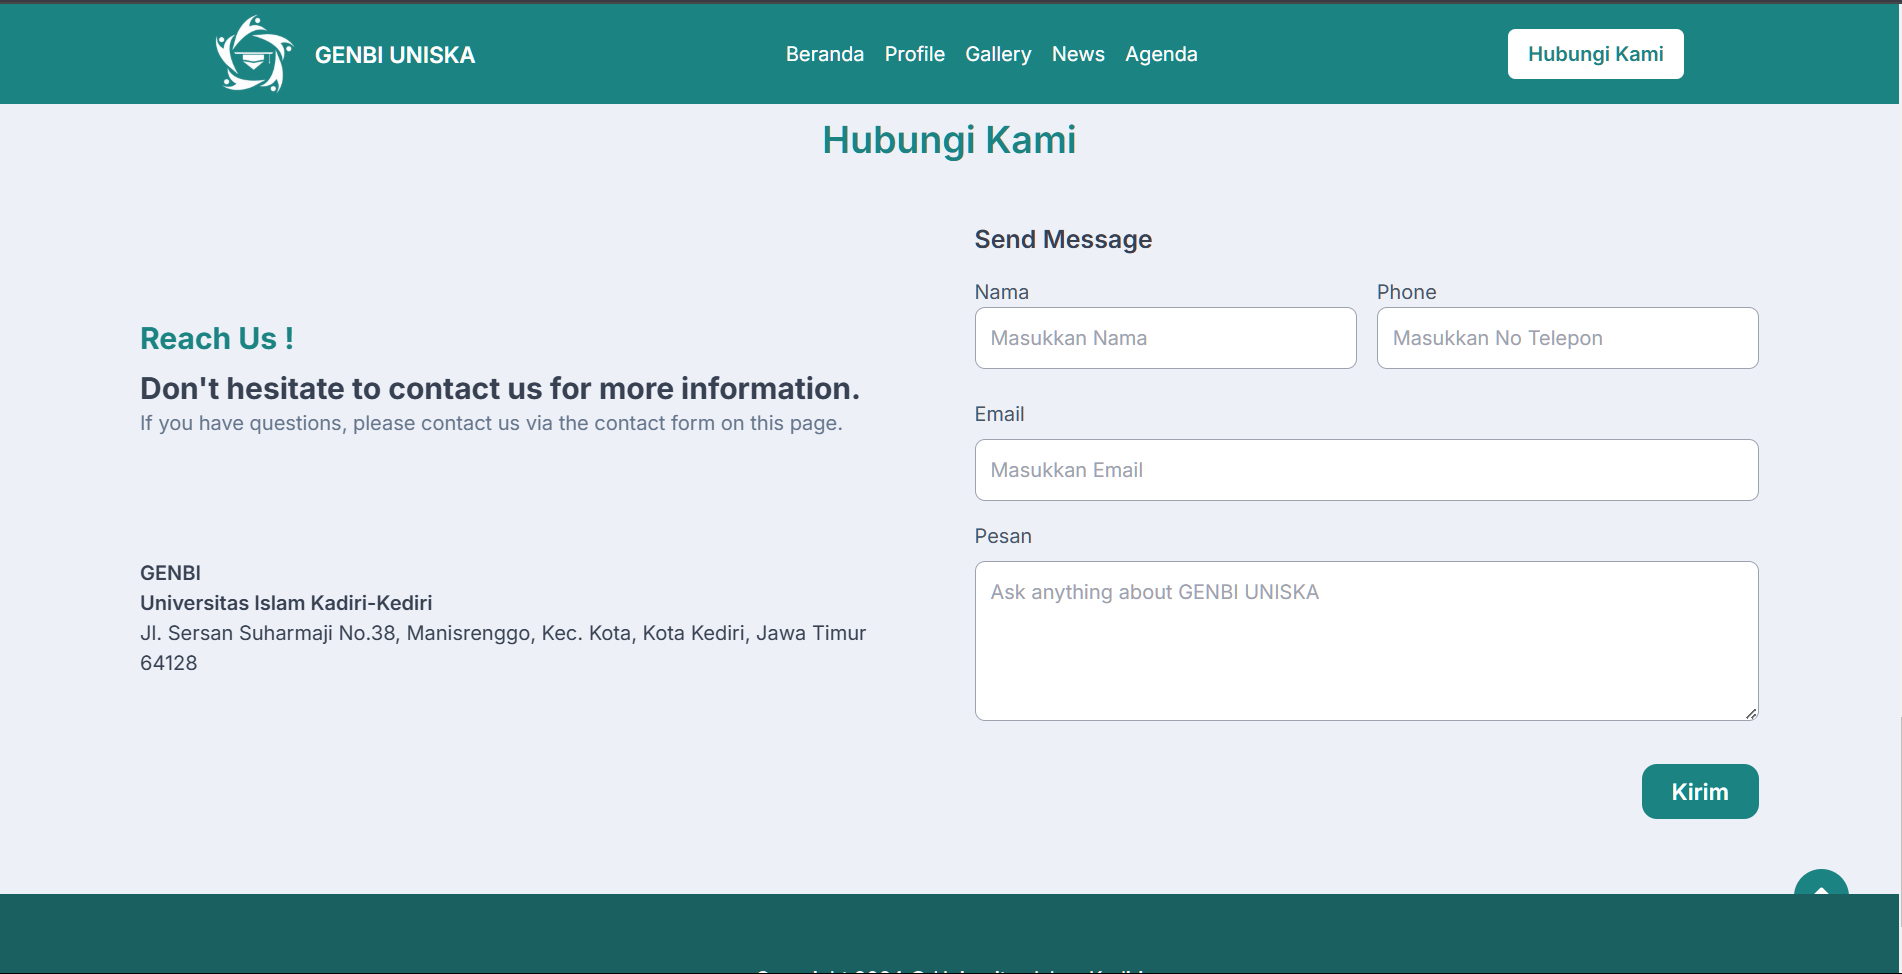 GENBI UNISKA
Beranda Profile Gallery News Agenda
Hubungi Kami
Hubungi Kami
Reach Us !
Don't hesitate to contact us for more information.
If you have questions, please contact us via the contact form on this page.
GENBI
Universitas Islam Kadiri-Kediri
Jl. Sersan Suharmaji No.38, Manisrenggo, Kec. Kota, Kota Kediri, Jawa Timur
64128
Send Message
Nama
Masukkan Nama
Phone
Masukkan No Telepon
Email
Masukkan Email
Pesan
Ask anything about GENBI UNISKA
Kirim